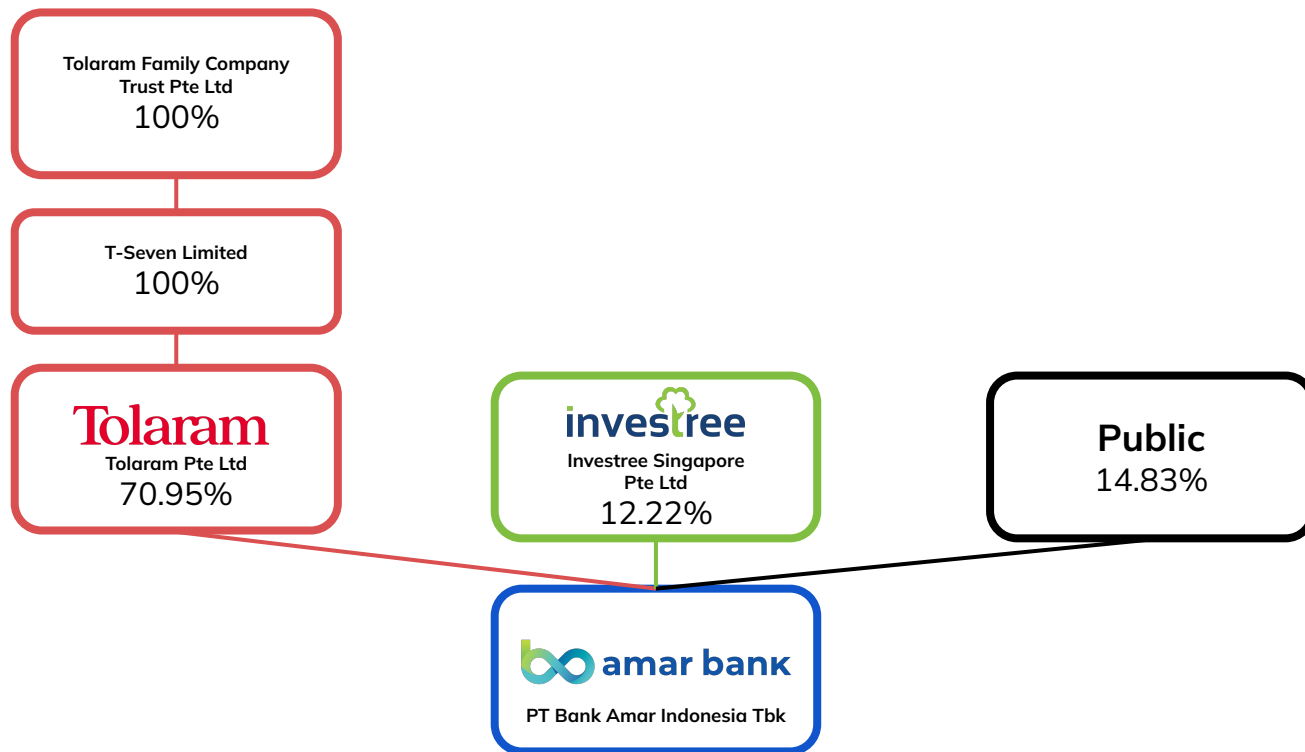 Tolaram Family Company
Trust Pte Ltd
100%
T-Seven Limited
100%
Tolaram
Tolaram Pte Ltd
70.95%
investree
Investree Singapore
Pte Ltd
12.22%
Public
14.83%
amar bank
PT Bank Amar Indonesia Tbk